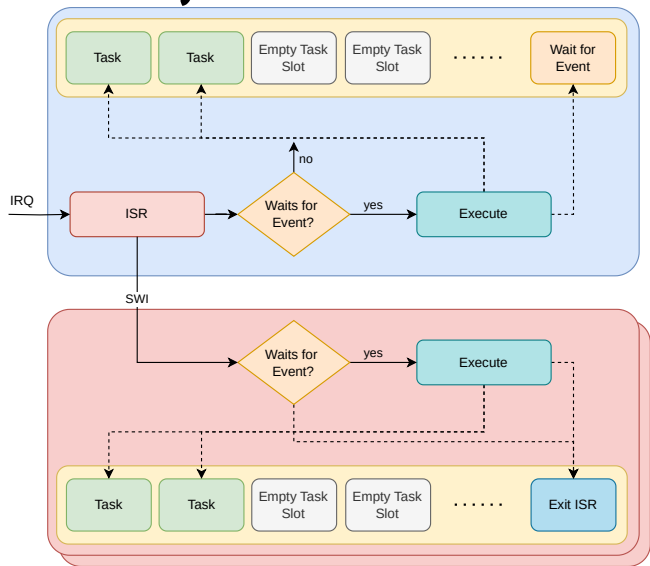 Task
Task
Empty Task
Slot
Empty Task
Slot
......
Wait for
Event
no
IRQ
ISR
Waits for
Event?
yes
Execute
SWI
Waits for
Event?
yes
Execute
Task
Task
Empty Task
Slot
Empty Task
Slot
......
Exit ISR